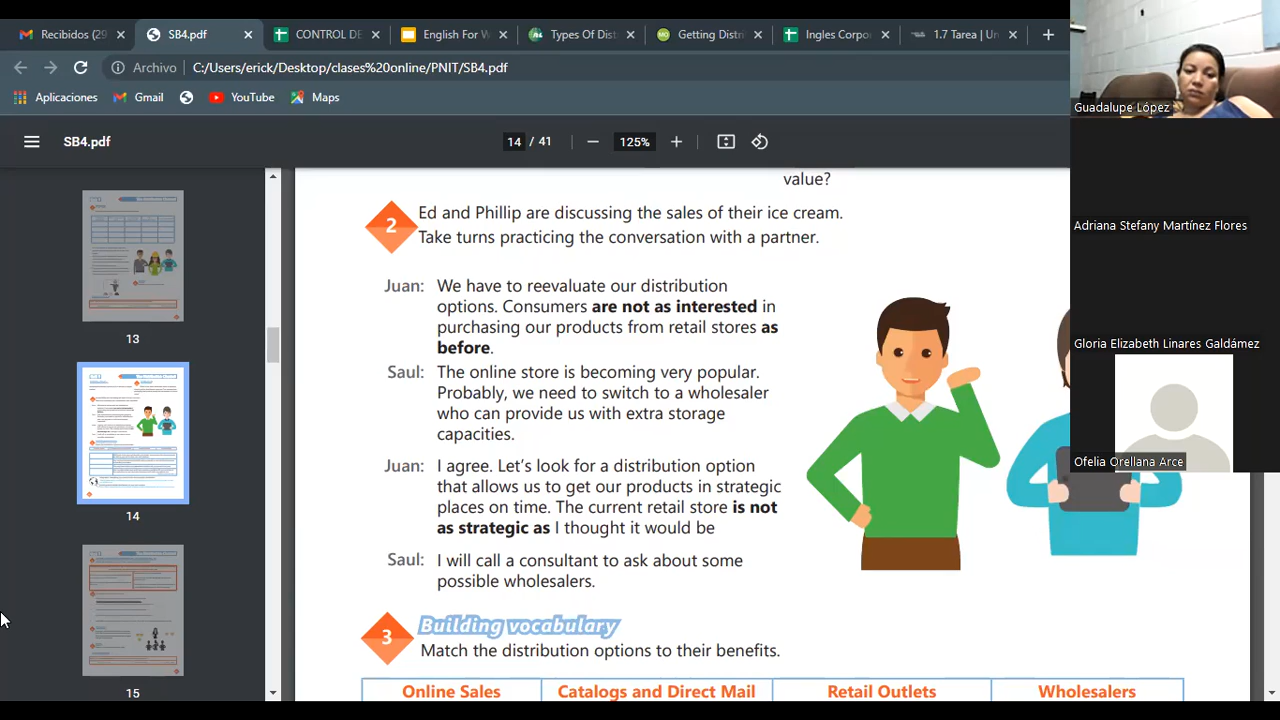 Recibidos (29
SB4.pdf
CONTROL DE
English For W
Types Of Dist
Getting Distr
Ingles Corpo
1.7 Tarea | Un
Archivo
C:/Users/erick/Desktop/clases%20online/PNIT/SB4.pdf
Aplicaciones
Gmail
YouTube
Maps
SB4.pdf
14 / 41
125%
13
14
15
value?
2
Ed and Phillip are discussing the sales of their ice cream.
Take turns practicing the conversation with a partner.
Juan: We have to reevaluate our distribution
options. Consumers are not as interested in
purchasing our products from retail stores as
before.
Saul: The online store is becoming very popular.
Probably, we need to switch to a wholesaler
who can provide us with extra storage
capacities.
Juan: I agree. Let's look for a distribution option
that allows us to get our products in strategic
places on time. The current retail store is not
as strategic as I thought it would be
Saul: I will call a consultant to ask about some
possible wholesalers.
3
Building vocabulary
Match the distribution options to their benefits.
Online Sales
Catalogs and Direct Mail
Retail Outlets
Wholesalers
Guadalupe López
Adriana Stefany Martínez Flores
Gloria Elizabeth Linares Galdámez
Ofelia Orellana Arce